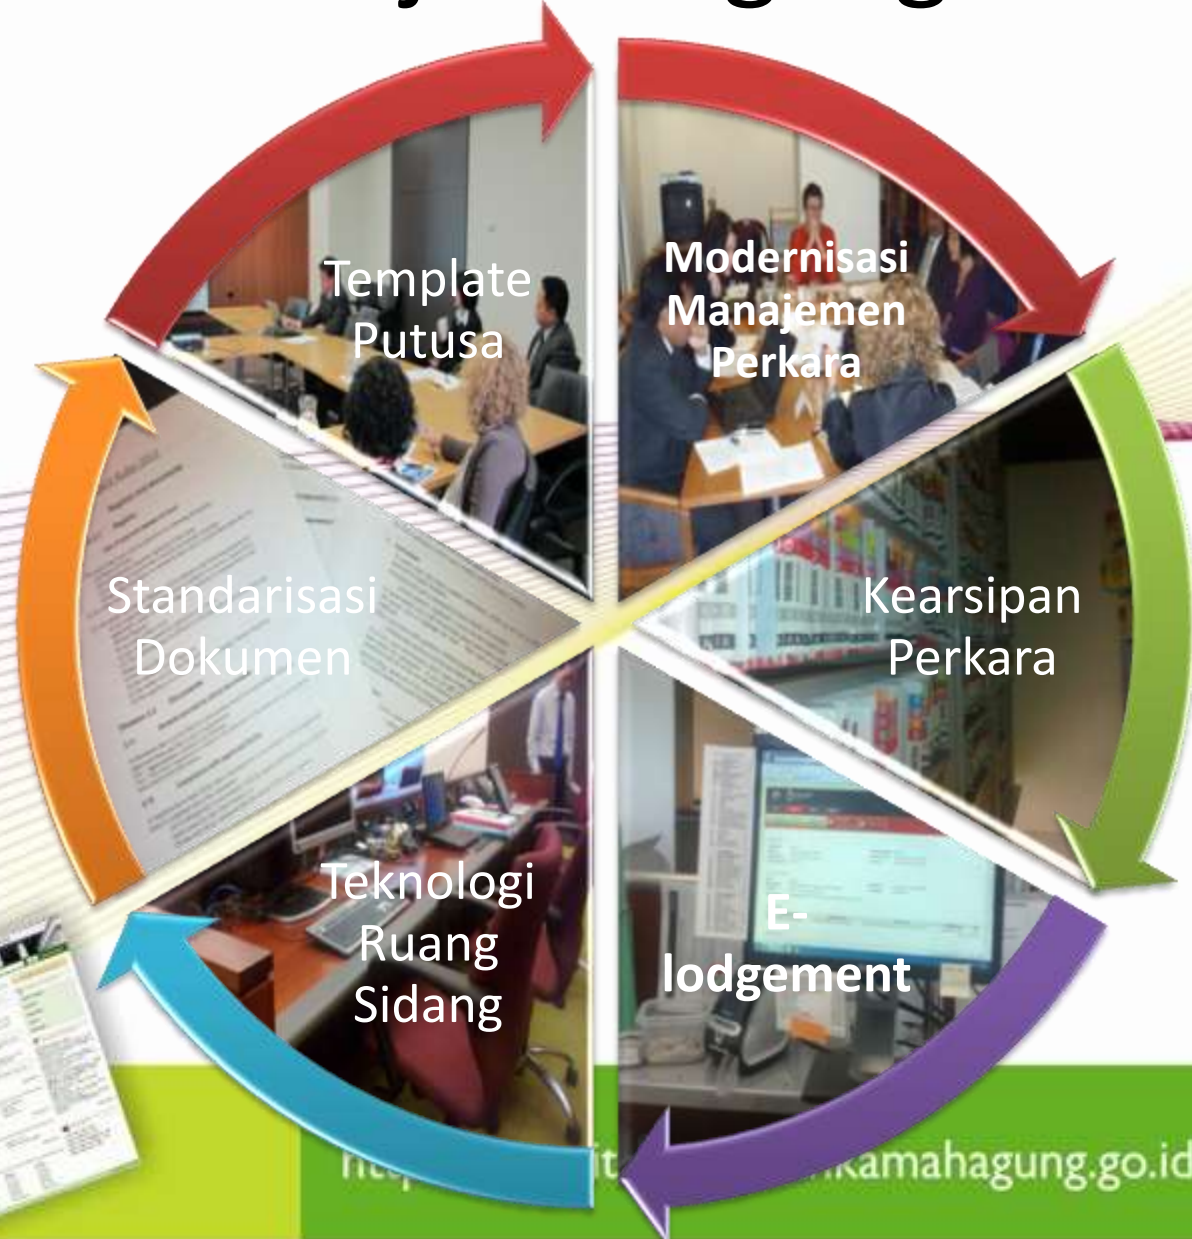 Template
Putusa
Modernisasi
Manajemen
Perkara
Standarisasi
Dokumen
Kearsipan
Perkara
Teknologi
Ruang
Sidang
E-
lodgement
kamahagung.go.id